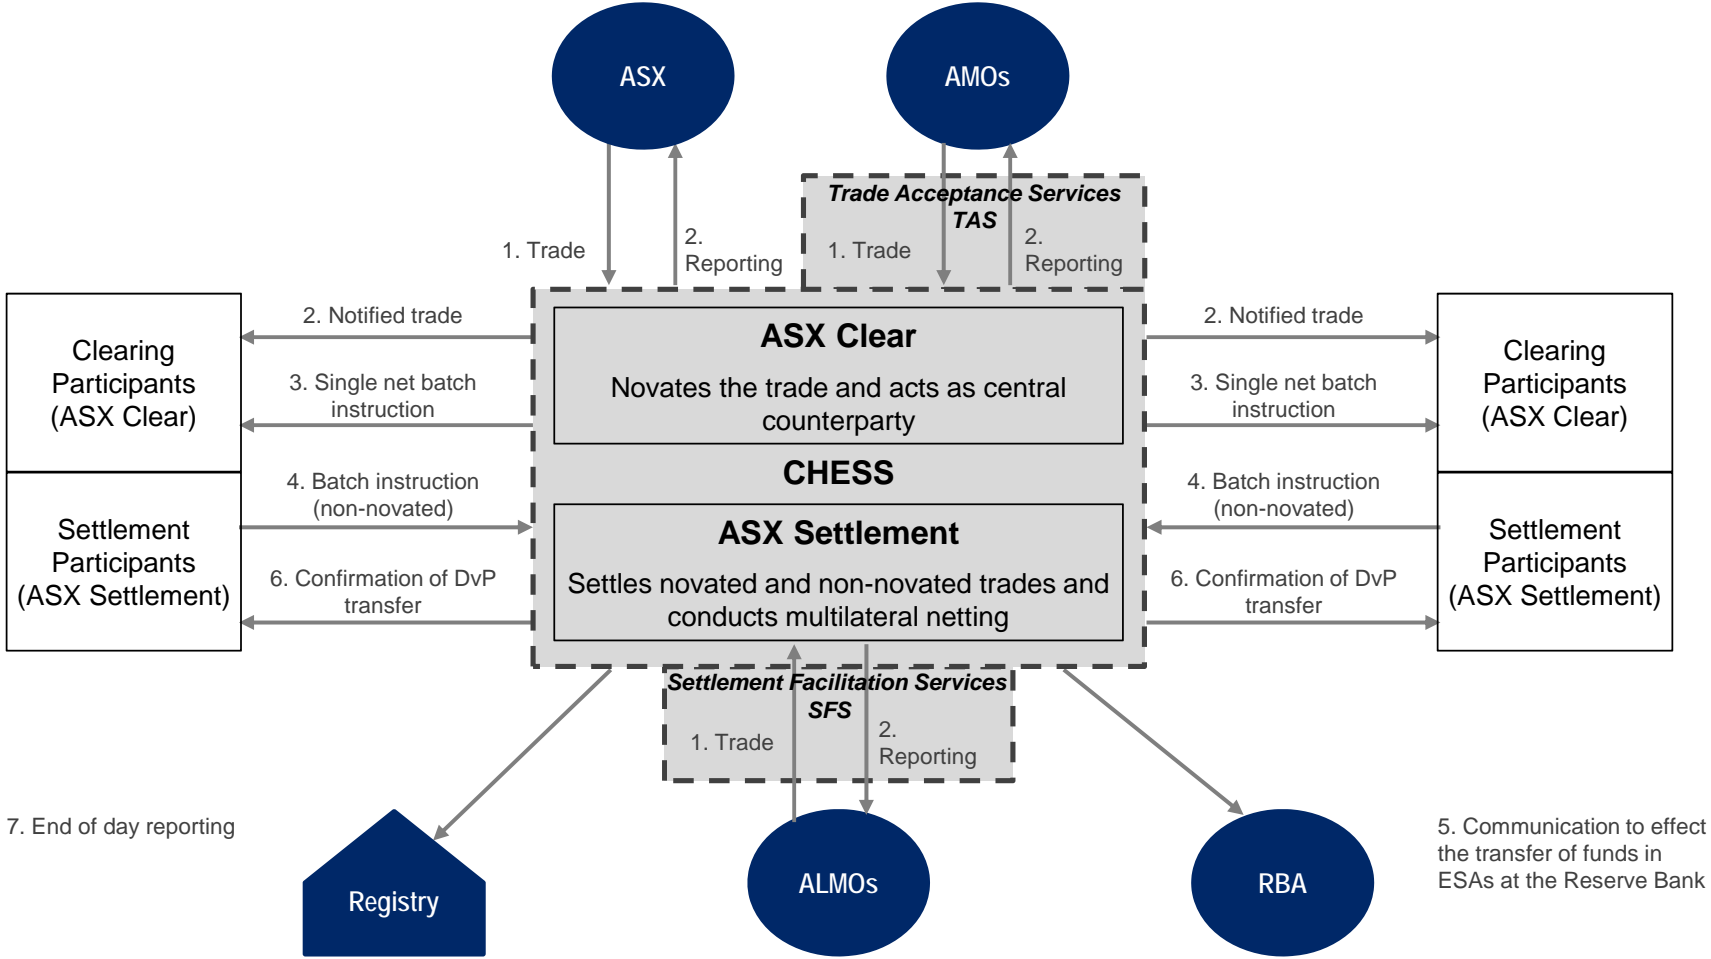 ASX
AMOs
Trade Acceptance Services
TAS
1. Trade
2.
Reporting
1. Trade
2.
Reporting
Clearing
Participants
(ASX Clear)
Settlement
Participants
(ASX Settlement)
2. Notified trade
3. Single net batch
instruction
4. Batch instruction
(non-novated)
6. Confirmation of DvP
transfer
ASX Clear
Novates the trade and acts as central
counterparty
CHESS
ASX Settlement
Settles novated and non-novated trades and
conducts multilateral netting
2. Notified trade
3. Single net batch
instruction
4. Batch instruction
(non-novated)
6. Confirmation of DvP
transfer
Clearing
Participants
(ASX Clear)
Settlement
Participants
(ASX Settlement)
Settlement Facilitation Services
SFS
1. Trade
2.
Reporting
7. End of day reporting
Registry
ALMOs
RBA
5. Communication to effect
the transfer of funds in
ESAs at the Reserve Bank